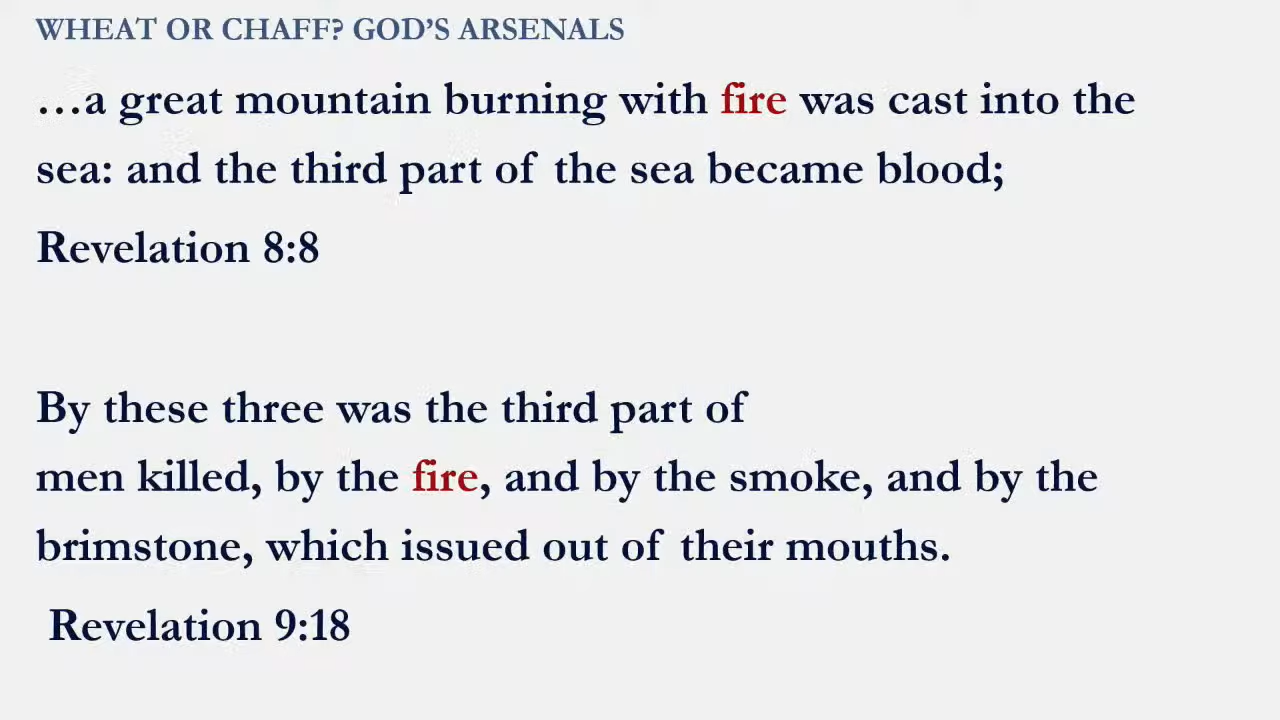 WHEAT OR CHAFF? GOD’S ARSENALS
…a great mountain burning with fire was cast into the
sea: and the third part of the sea became blood;
Revelation 8:8
By these three was the third part of
men killed, by the fire, and by the smoke, and by the
brimstone, which issued out of their mouths.
Revelation 9:18